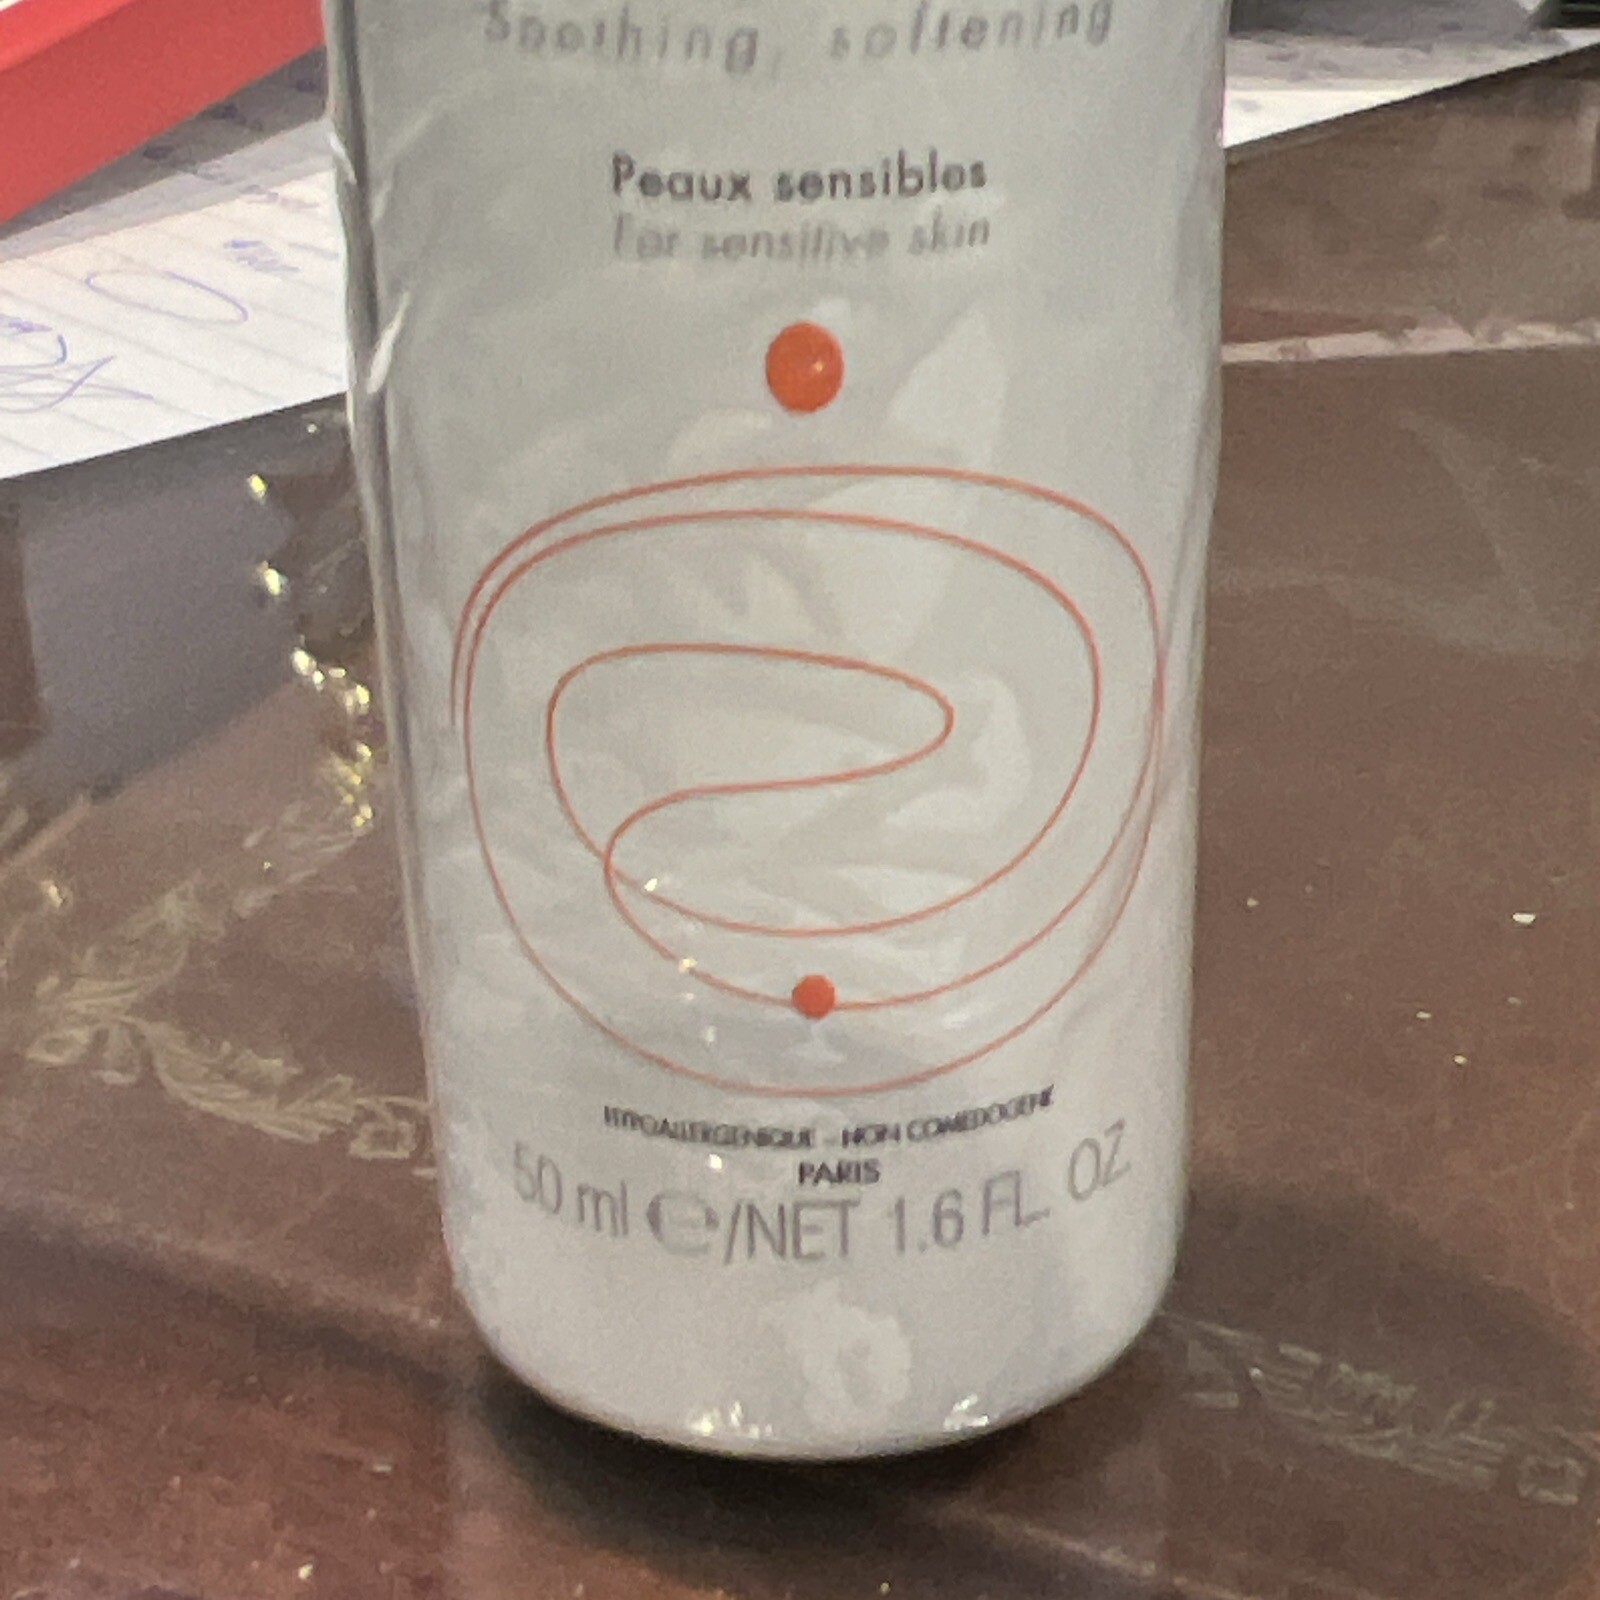 Soothing, softening
Peaux sensibles
For sensitive skin
HYPOALLERGENIQUE - NON COMEDOGENE
PARIS
50 ml ℮/NET 1.6 FL. OZ